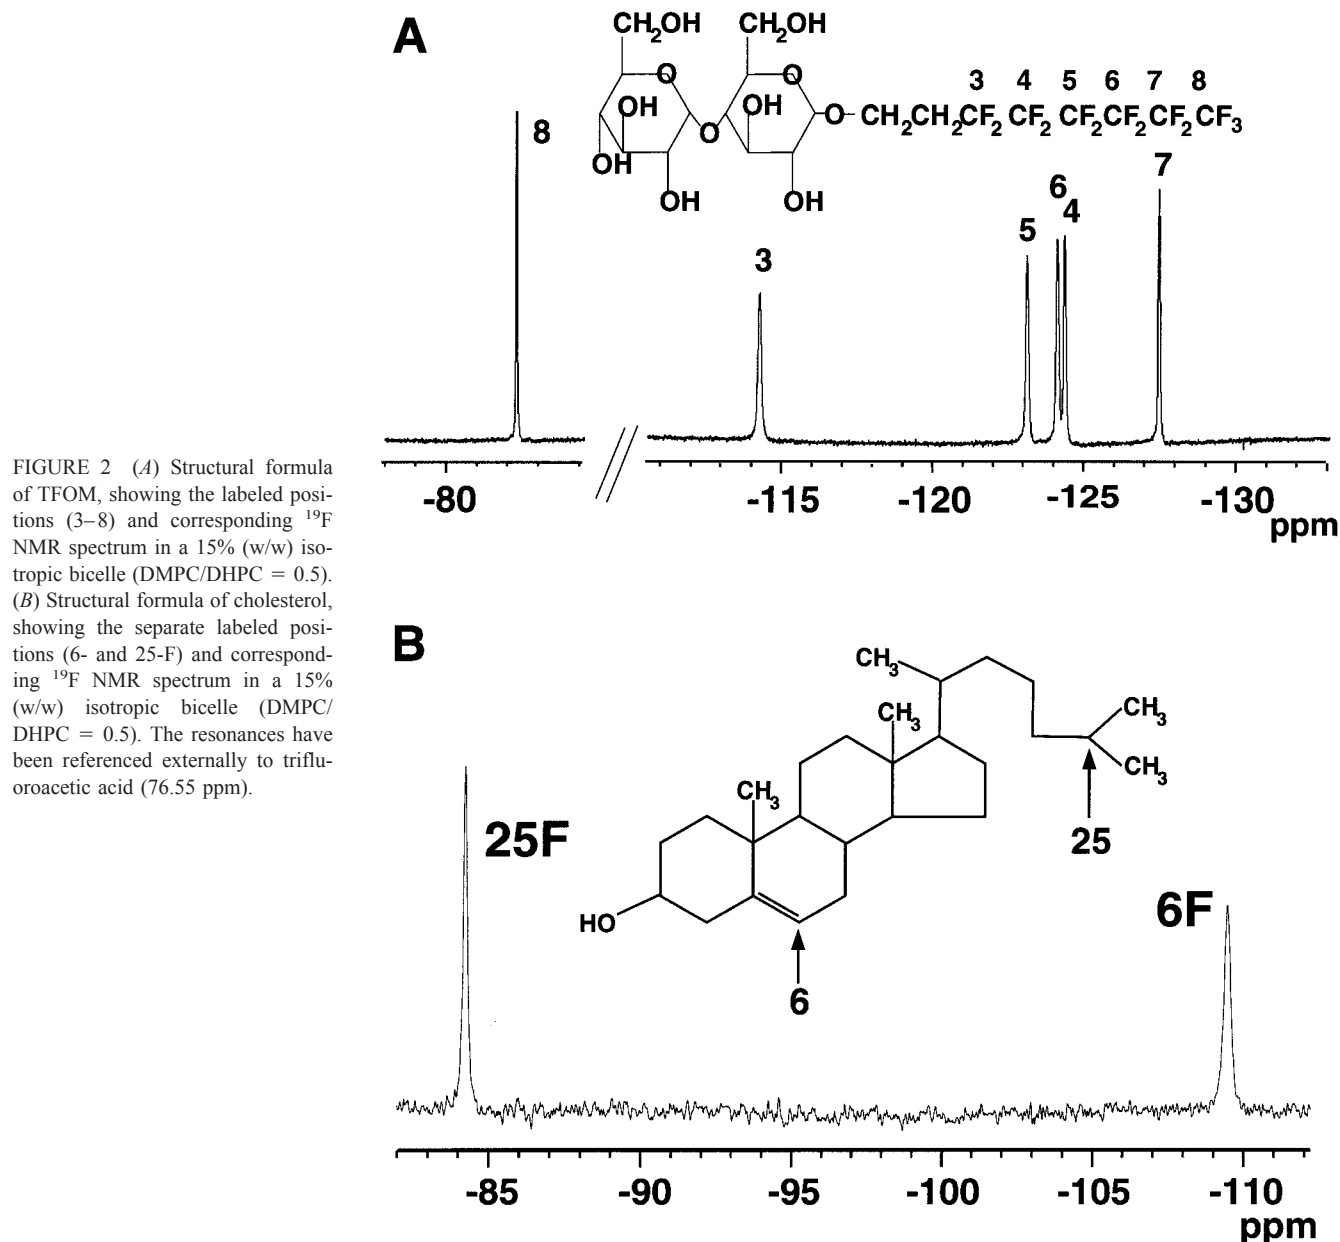 A
CH2OH CH2OH
O O
3 4 5 6 7 8
OH OH
O O CH2CH2CF2 CF2 CF2CF2CF2CF3
OH
OH OH
8
3
5
6
4
7
-80 -115 -120 -125 -130
ppm
FIGURE 2 (A) Structural formula
of TFOM, showing the labeled posi-
tions (3–8) and corresponding 19F
NMR spectrum in a 15% (w/w) iso-
tropic bicelle (DMPC/DHPC = 0.5).
(B) Structural formula of cholesterol,
showing the separate labeled posi-
tions (6- and 25-F) and correspond-
ing 19F NMR spectrum in a 15%
(w/w) isotropic bicelle (DMPC/
DHPC = 0.5). The resonances have
been referenced externally to triflu-
oroacetic acid (76.55 ppm).
B
CH3
CH3
CH3
CH3
CH3
25
HO
6
25F
6F
-85 -90 -95 -100 -105 -110
ppm